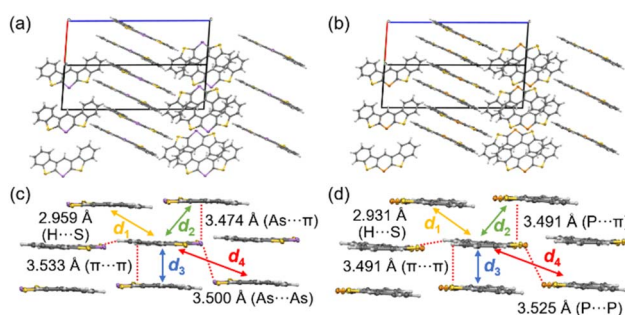 (a)
(b)
(c)
2.959 Å
(H···S)
3.533 Å (π···π)
d1
d2
d3
d4
3.474 Å (As···π)
3.500 Å (As···As)
(d)
2.931 Å
(H···S)
3.491 Å (π···π)
d1
d2
d3
d4
3.491 Å (P···π)
3.525 Å (P···P)